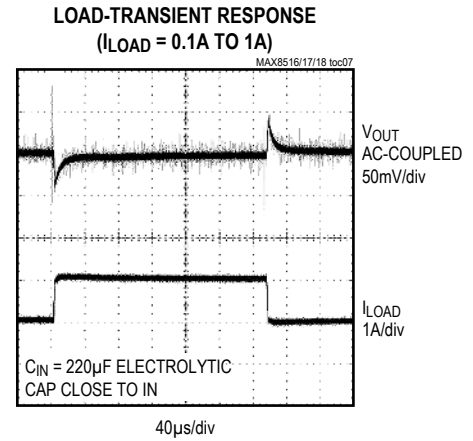 LOAD-TRANSIENT RESPONSE
(ILOAD = 0.1A TO 1A)
MAX8516/17/18 toc07
VOUT
AC-COUPLED
50mV/div
ILOAD
1A/div
CIN = 220µF ELECTROLYTIC
CAP CLOSE TO IN
40µs/div